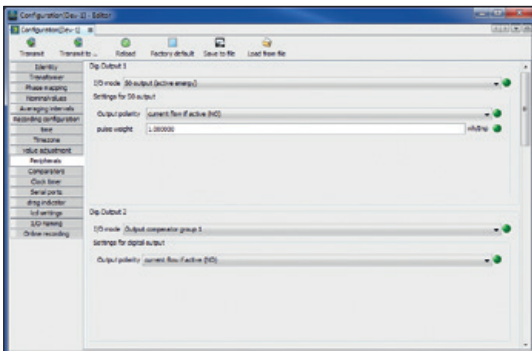 Configuration[Dev-1] - Editor
Configuration[Dev-1]
Transmit
Transmit to ...
Reload
Factory default
Save to file
Load from file
Identity
Transformer
Phase mapping
Nominal values
Averaging intervals
Recording configuration
time
Timezone
value adjustment
Peripherals
Comparators
Clock timer
Serial ports
drag indicator
lcd settings
I/O naming
Online recording
Dig. Output 1
I/O mode S0 output (active energy)
Settings for S0 output
Output polarity current flow if active (NO)
pulse weight 1.000000
Dig. Output 2
I/O mode Output comparator group 1
Settings for digital output
Output polarity current flow if active (NO)